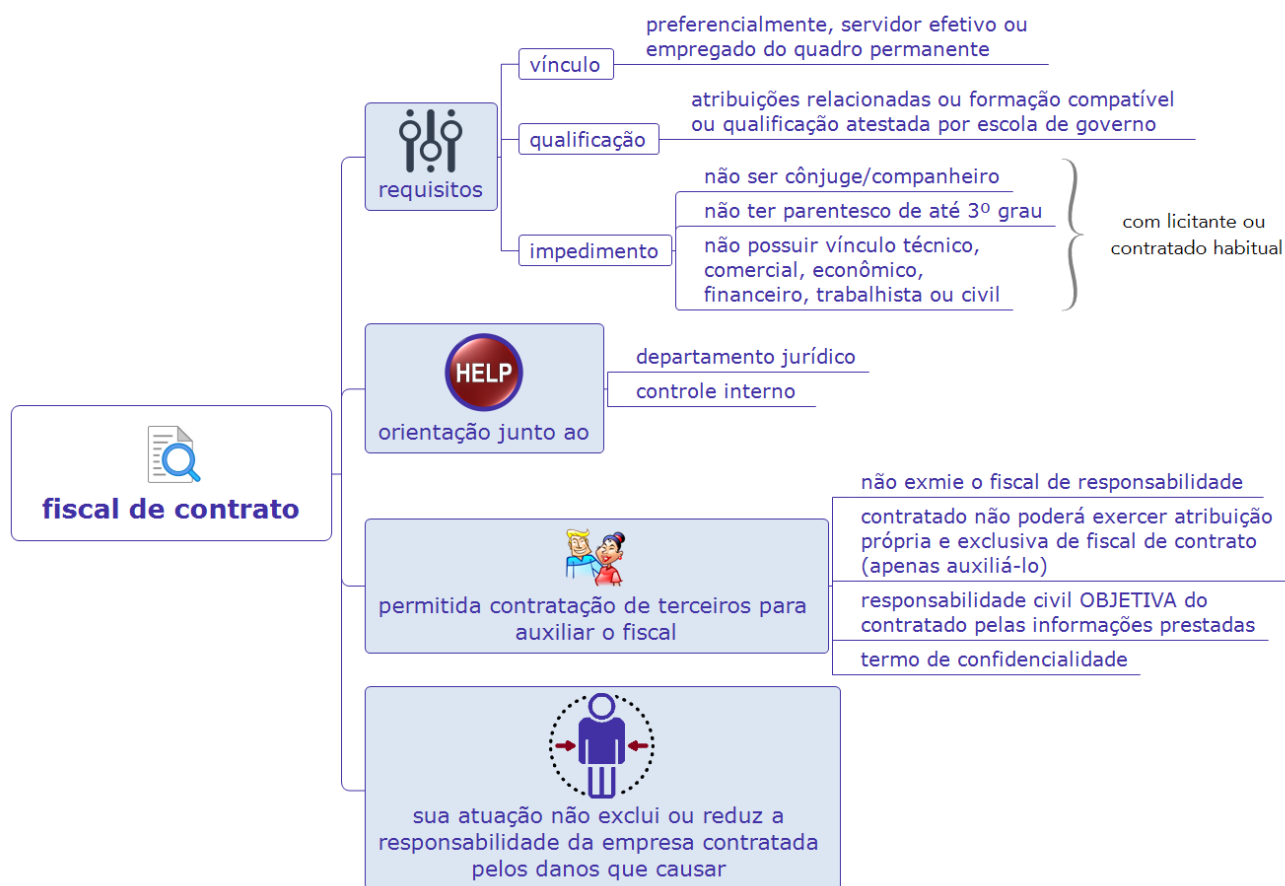 fiscal de contrato
requisitos
vínculo
preferencialmente, servidor efetivo ou
empregado do quadro permanente
qualificação
atribuições relacionadas ou formação compatível
ou qualificação atestada por escola de governo
impedimento
não ser cônjuge/companheiro
não ter parentesco de até 3º grau
não possuir vínculo técnico,
comercial, econômico,
financeiro, trabalhista ou civil
com licitante ou
contratado habitual
HELP
orientação junto ao
departamento jurídico
controle interno
permitida contratação de terceiros para
auxiliar o fiscal
não exmie o fiscal de responsabilidade
contratado não poderá exercer atribuição
própria e exclusiva de fiscal de contrato
(apenas auxiliá-lo)
responsabilidade civil OBJETIVA do
contratado pelas informações prestadas
termo de confidencialidade
sua atuação não exclui ou reduz a
responsabilidade da empresa contratada
pelos danos que causar